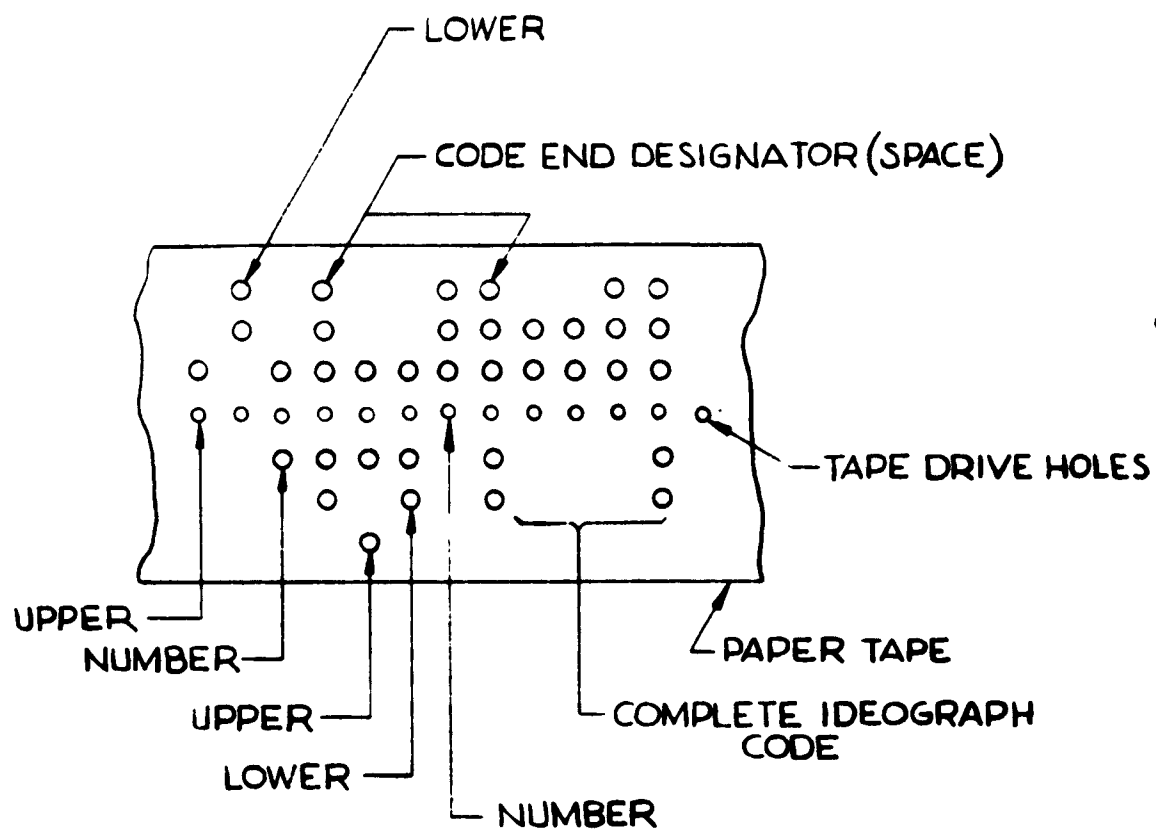 LOWER
CODE END DESIGNATOR (SPACE)
TAPE DRIVE HOLES
UPPER
NUMBER
PAPER TAPE
UPPER
COMPLETE IDEOGRAPH
CODE
LOWER
NUMBER